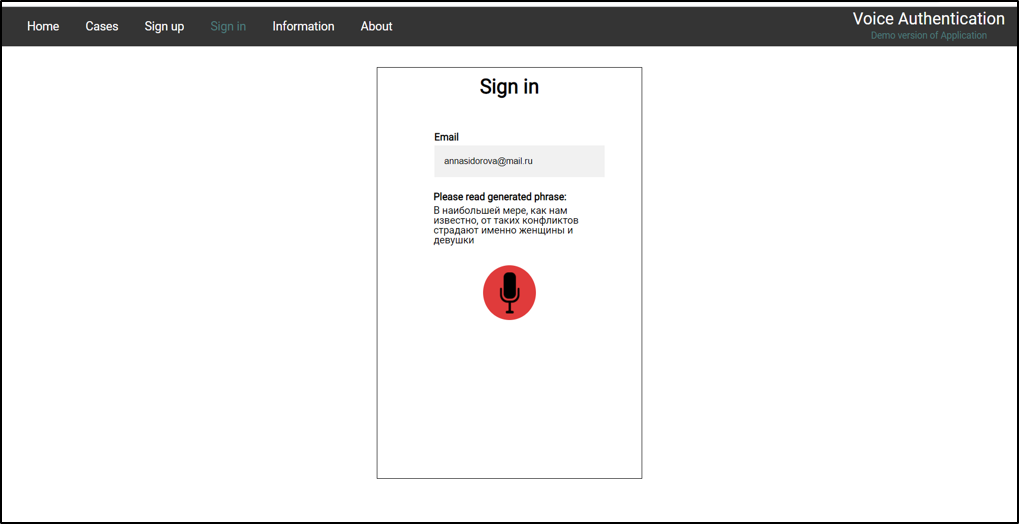 Home Cases Sign up Sign in Information About
Voice Authentication
Demo version of Application
Sign in
Email
annasidorova@mail.ru
Please read generated phrase:
В наибольшей мере, как нам
известно, от таких конфликтов
страдают именно женщины и
девушки